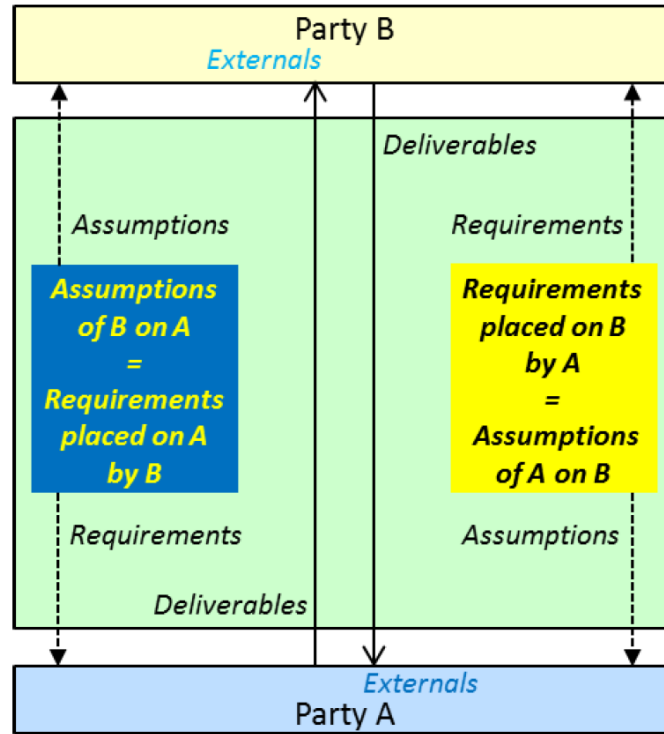 Party B
Externals
Deliverables
Assumptions
Requirements
Assumptions
of B on A
=
Requirements
placed on A
by B
Requirements
placed on B
by A
=
Assumptions
of A on B
Requirements
Assumptions
Deliverables
Externals
Party A